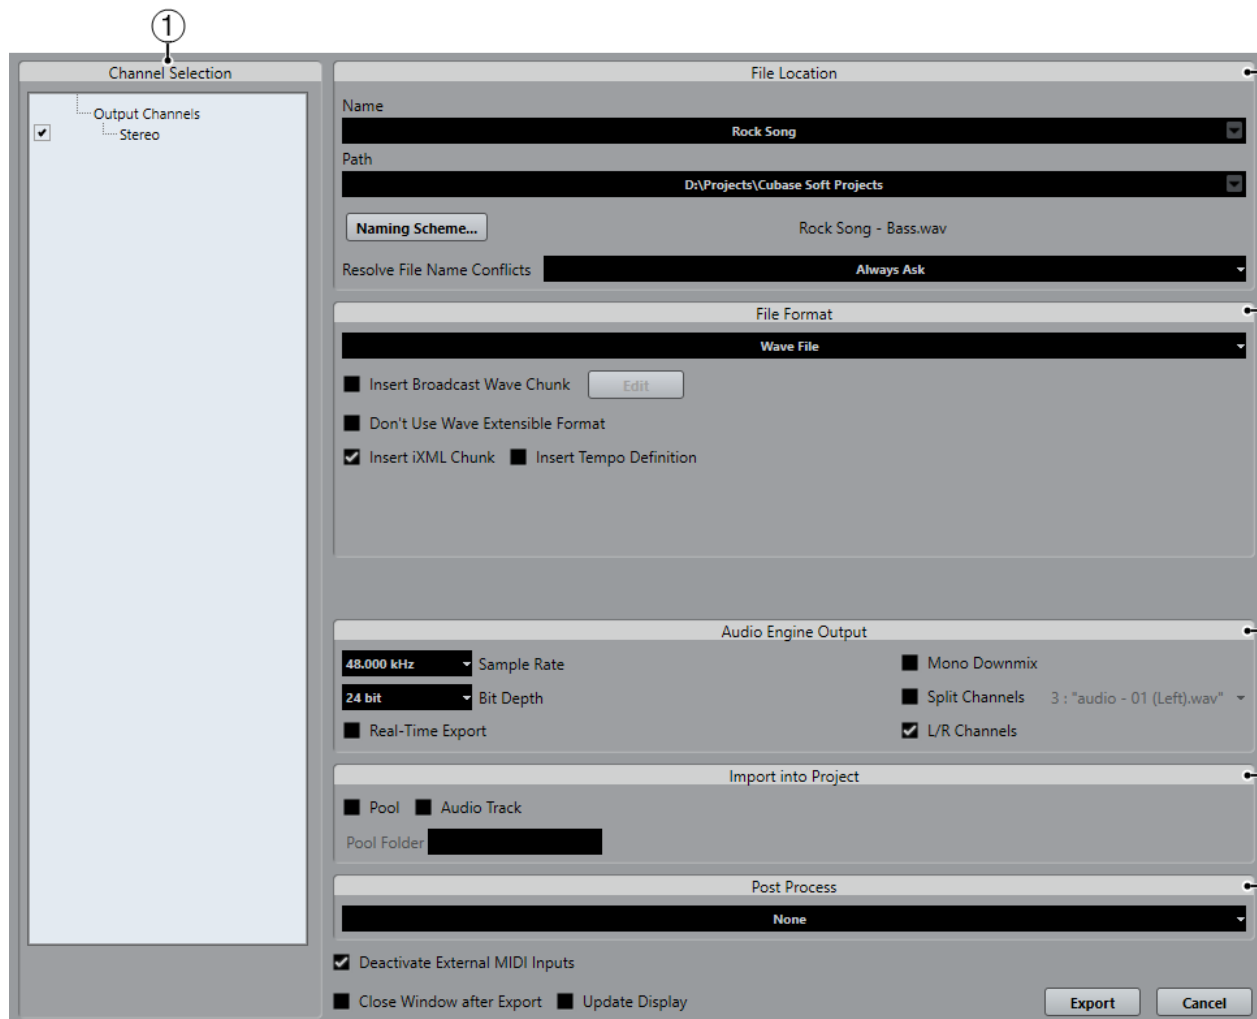 1
Channel Selection
Output Channels
Stereo
File Location
Name
Rock Song
Path
D:\Projects\Cubase Soft Projects
Naming Scheme...
Rock Song - Bass.wav
Resolve File Name Conflicts
Always Ask
File Format
Wave File
Insert Broadcast Wave Chunk
Edit
Don't Use Wave Extensible Format
Insert iXML Chunk
Insert Tempo Definition
Audio Engine Output
48.000 kHz
Sample Rate
Mono Downmix
24 bit
Bit Depth
Split Channels
3 : "audio - 01 (Left).wav"
Real-Time Export
L/R Channels
Import into Project
Pool
Audio Track
Pool Folder
Post Process
None
Deactivate External MIDI Inputs
Close Window after Export
Update Display
Export
Cancel